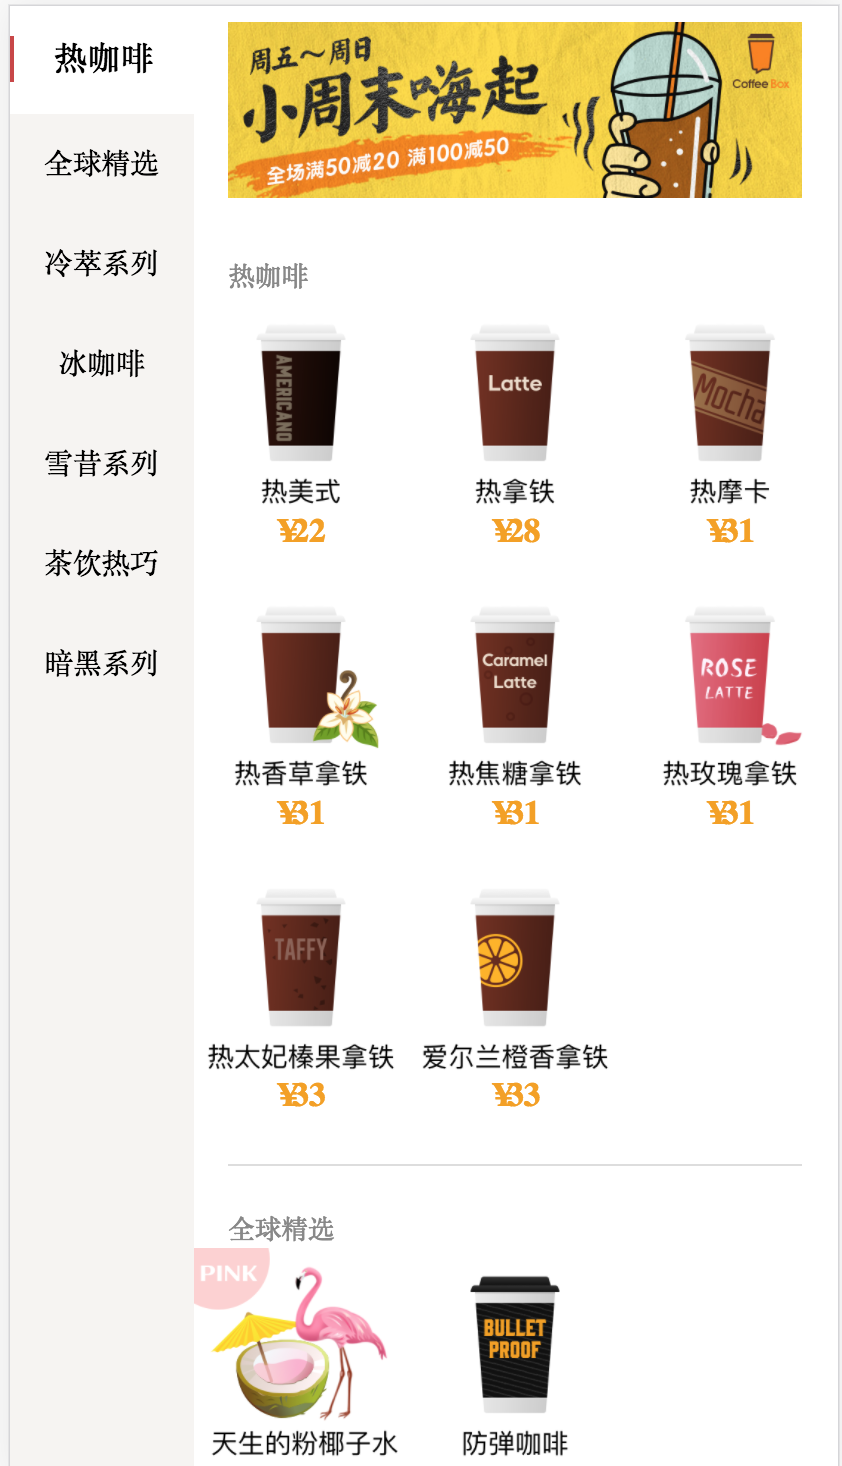 热咖啡
全球精选
冷萃系列
冰咖啡
雪昔系列
茶饮热巧
暗黑系列
周五～周日
小周末嗨起
全场满50减20 满100减50
Coffee Box
热咖啡
AMERICANO
Latte
Mocha
热美式
热拿铁
热摩卡
¥22
¥28
¥31
Caramel
Latte
ROSE
LATTE
热香草拿铁
热焦糖拿铁
热玫瑰拿铁
¥31
¥31
¥31
TAFFY
热太妃榛果拿铁
爱尔兰橙香拿铁
¥33
¥33
全球精选
PINK
BULLET
PROOF
天生的粉椰子水
防弹咖啡